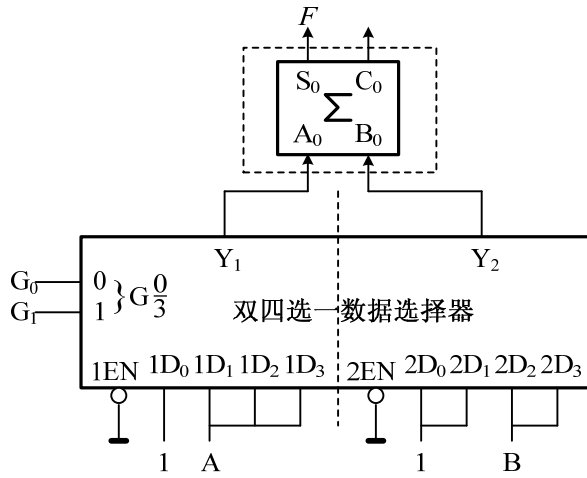 F
S₀ C₀
Σ
A₀ B₀
Y₁ Y₂
G₀ 0
G₁ 1 } G 0/3
双四选一数据选择器
1EN 1D₀ 1D₁ 1D₂ 1D₃ 2EN 2D₀ 2D₁ 2D₂ 2D₃
1 A 1 B